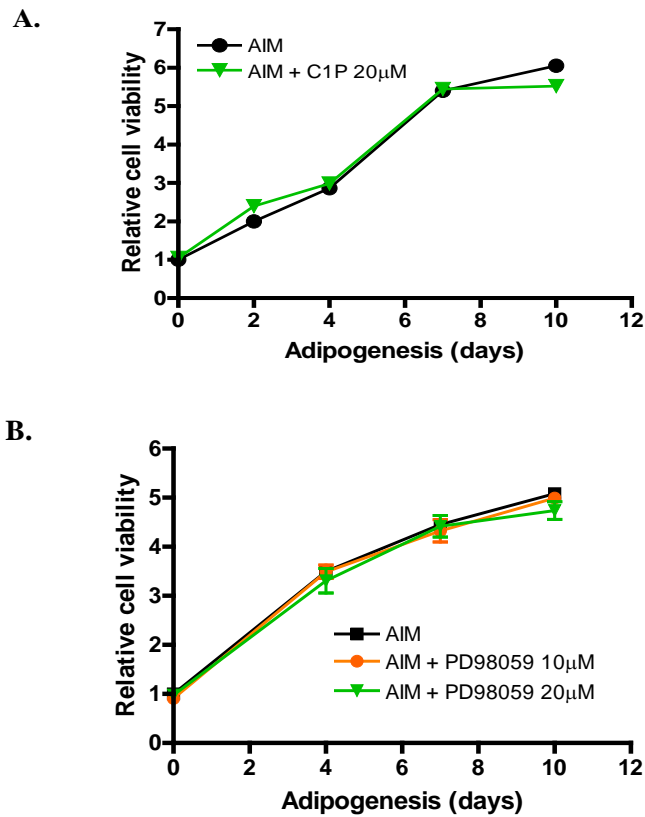 A.
AIM
AIM + C1P 20μM
Relative cell viability
7
6
5
4
3
2
1
0
0 2 4 6 8 10 12
Adipogenesis (days)
B.
Relative cell viability
6
5
4
3
2
1
0
AIM
AIM + PD98059 10μM
AIM + PD98059 20μM
0 2 4 6 8 10 12
Adipogenesis (days)